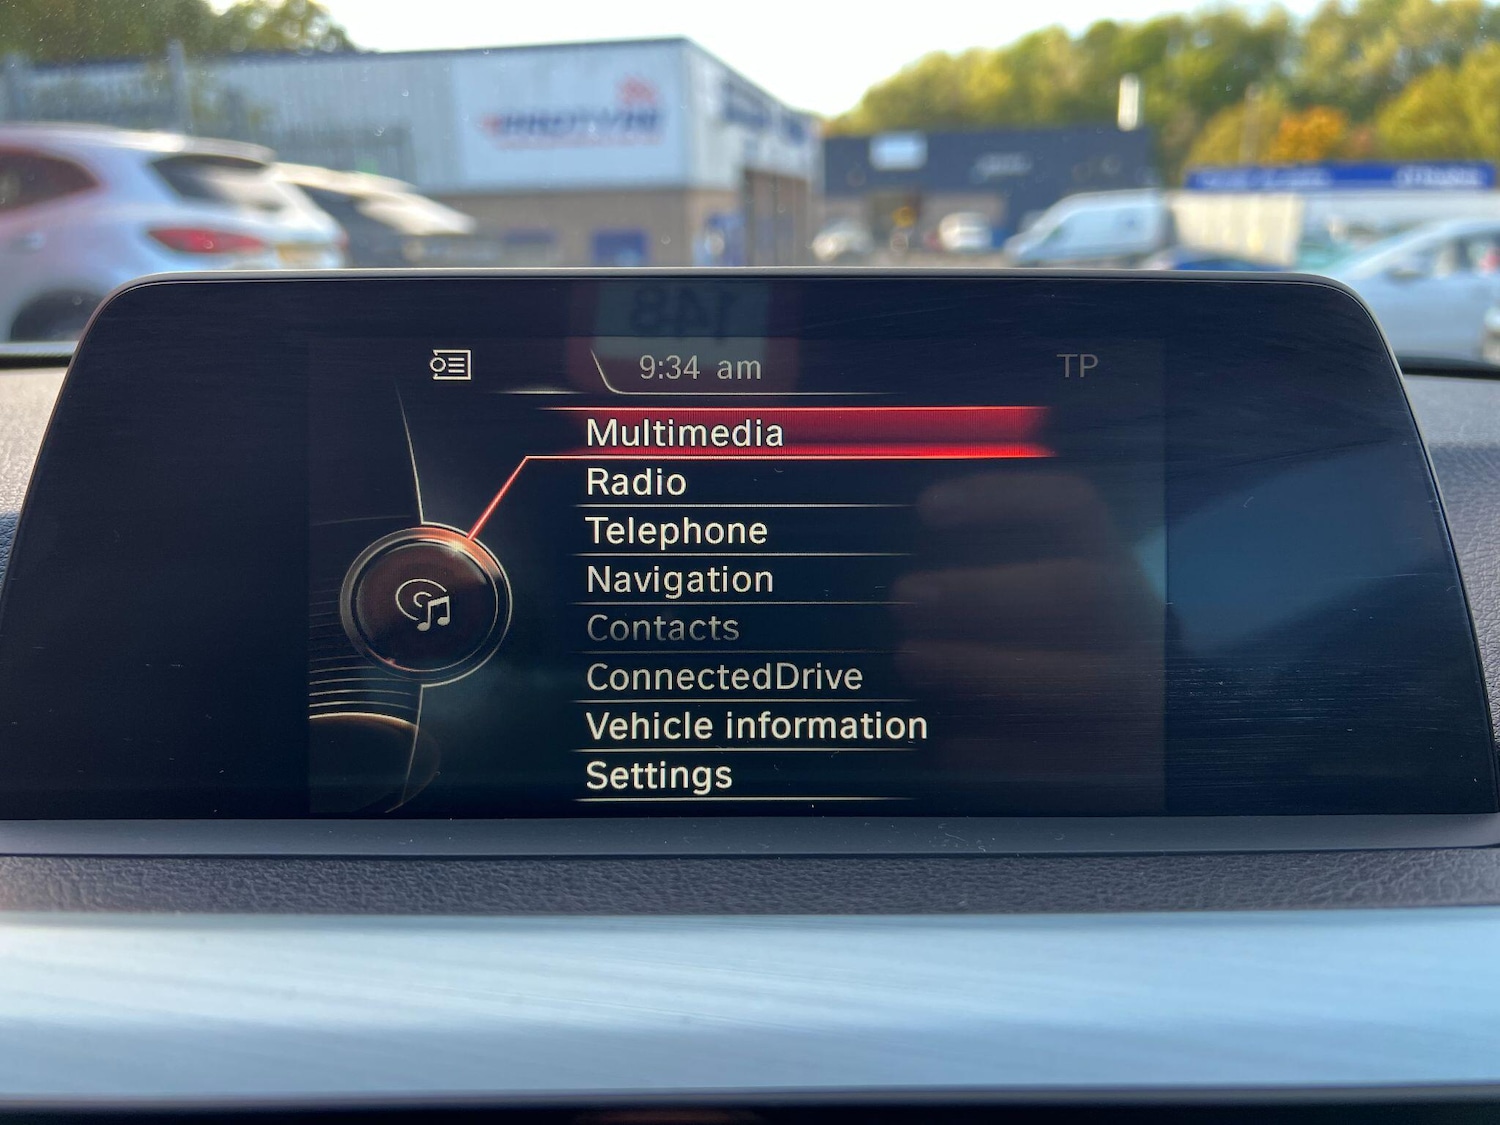 9:34 am
TP
Multimedia
Radio
Telephone
Navigation
Contacts
ConnectedDrive
Vehicle information
Settings